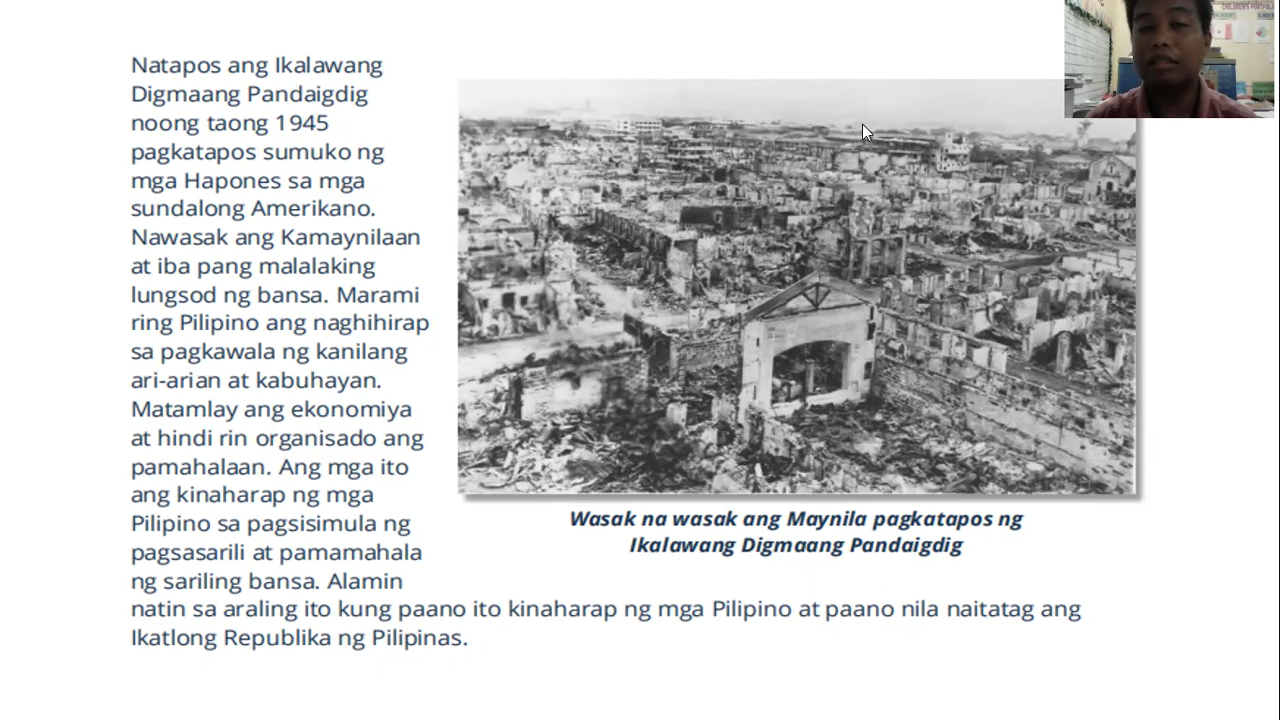 Natapos ang Ikalawang
Digmaang Pandaigdig
noong taong 1945
pagkatapos sumuko ng
mga Hapones sa mga
sundalong Amerikano.
Nawasak ang Kamaynilaan
at iba pang malalaking
lungsod ng bansa. Marami
ring Pilipino ang naghihirap
sa pagkawala ng kanilang
ari-arian at kabuhayan.
Matamlay ang ekonomiya
at hindi rin organisado ang
pamahalaan. Ang mga ito
ang kinaharap ng mga
Pilipino sa pagsisimula ng
pagsasarili at pamamahala
ng sariling bansa. Alamin
natin sa araling ito kung paano ito kinaharap ng mga Pilipino at paano nila naitatag ang
Ikatlong Republika ng Pilipinas.
Wasak na wasak ang Maynila pagkatapos ng
Ikalawang Digmaang Pandaigdig